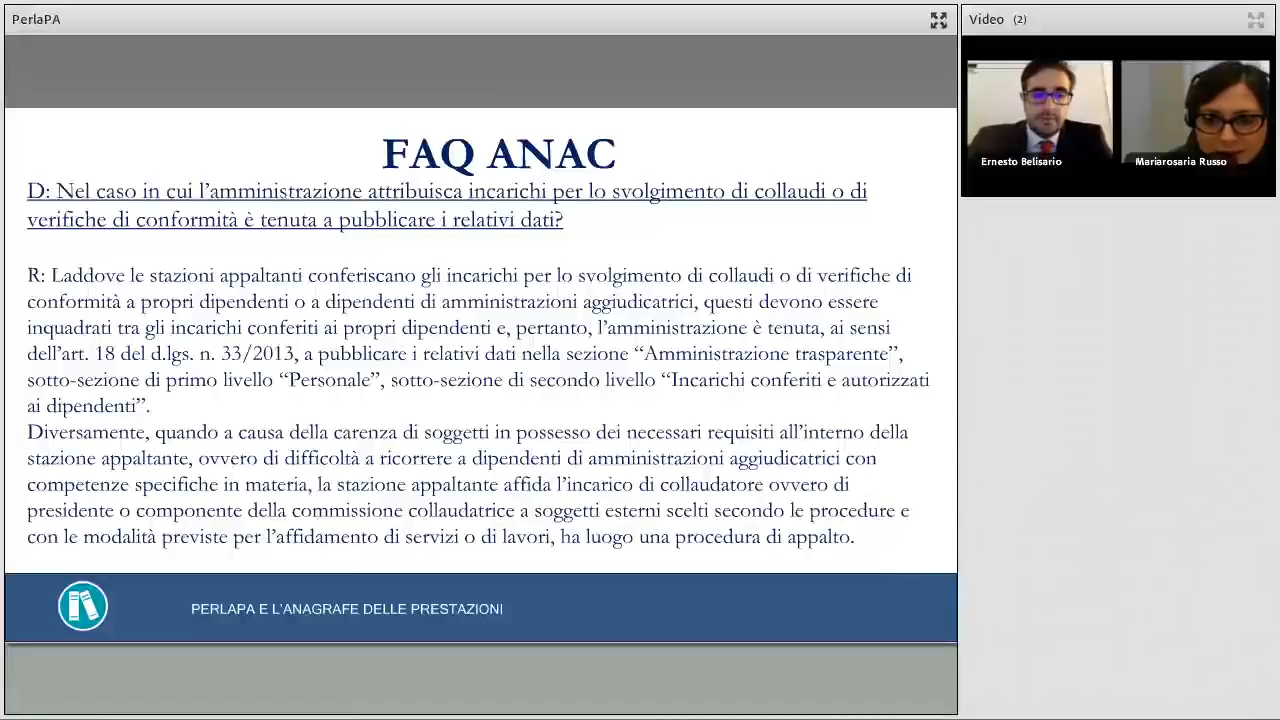 PerlaPA
Video (2)
Ernesto Belisario
Mariarosaria Russo
FAQ ANAC
D: Nel caso in cui l’amministrazione attribuisca incarichi per lo svolgimento di collaudi o di
verifiche di conformità è tenuta a pubblicare i relativi dati?
R: Laddove le stazioni appaltanti conferiscano gli incarichi per lo svolgimento di collaudi o di verifiche di
conformità a propri dipendenti o a dipendenti di amministrazioni aggiudicatrici, questi devono essere
inquadrati tra gli incarichi conferiti ai propri dipendenti e, pertanto, l’amministrazione è tenuta, ai sensi
dell’art. 18 del d.lgs. n. 33/2013, a pubblicare i relativi dati nella sezione “Amministrazione trasparente”,
sotto-sezione di primo livello “Personale”, sotto-sezione di secondo livello “Incarichi conferiti e autorizzati
ai dipendenti”.
Diversamente, quando a causa della carenza di soggetti in possesso dei necessari requisiti all’interno della
stazione appaltante, ovvero di difficoltà a ricorrere a dipendenti di amministrazioni aggiudicatrici con
competenze specifiche in materia, la stazione appaltante affida l’incarico di collaudatore ovvero di
presidente o componente della commissione collaudatrice a soggetti esterni scelti secondo le procedure e
con le modalità previste per l’affidamento di servizi o di lavori, ha luogo una procedura di appalto.
PERLAPA E L’ANAGRAFE DELLE PRESTAZIONI